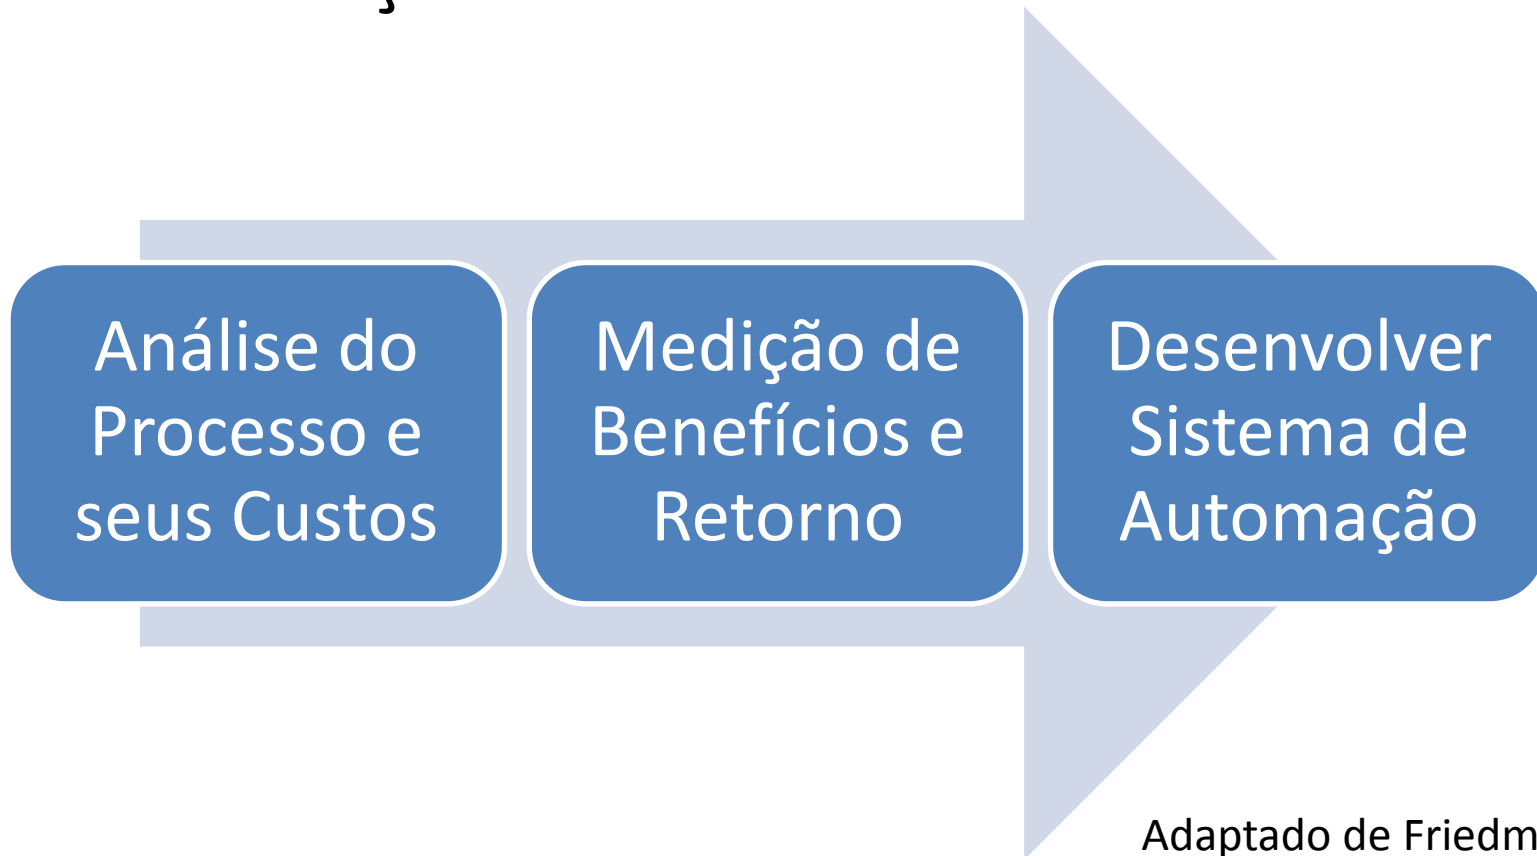 Análise do
Processo e
seus Custos
Medição de
Benefícios e
Retorno
Desenvolver
Sistema de
Automação
Adaptado de